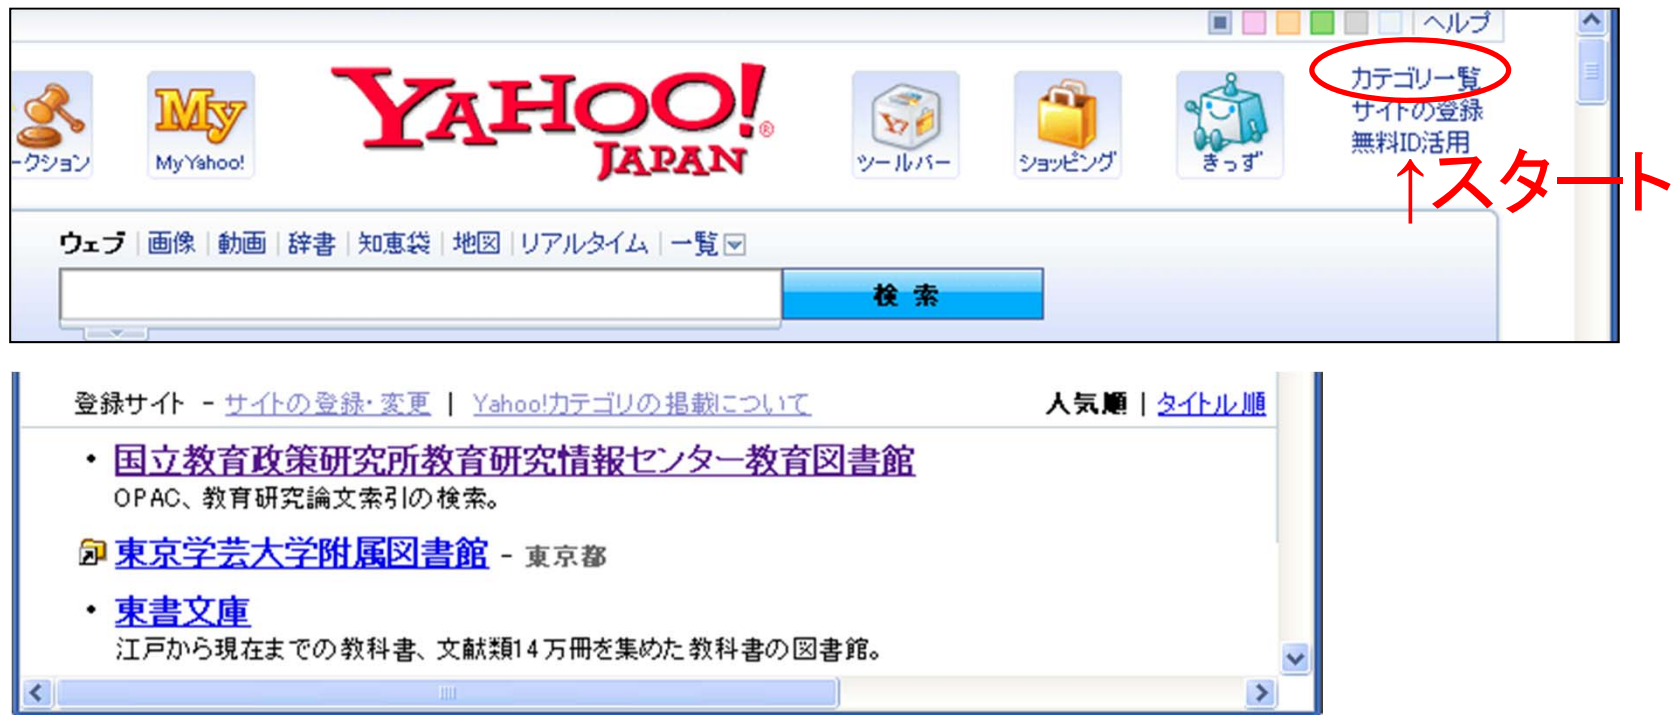 ヘルプ
カテゴリ一覧
サイトの登録
無料ID活用
↑スタート
ークション
My
My Yahoo!
YAHOO!
JAPAN
ツールバー
ショッピング
きっず
ウェブ | 画像 | 動画 | 辞書 | 知恵袋 | 地図 | リアルタイム | 一覧
検 索
登録サイト - サイトの登録・変更 | Yahoo!カテゴリの掲載について 人気順 | タイトル順
・ 国立教育政策研究所教育研究情報センター教育図書館
OPAC、教育研究論文索引の検索。
東京学芸大学附属図書館 - 東京都
・ 東書文庫
江戸から現在までの教科書、文献類14万冊を集めた教科書の図書館。